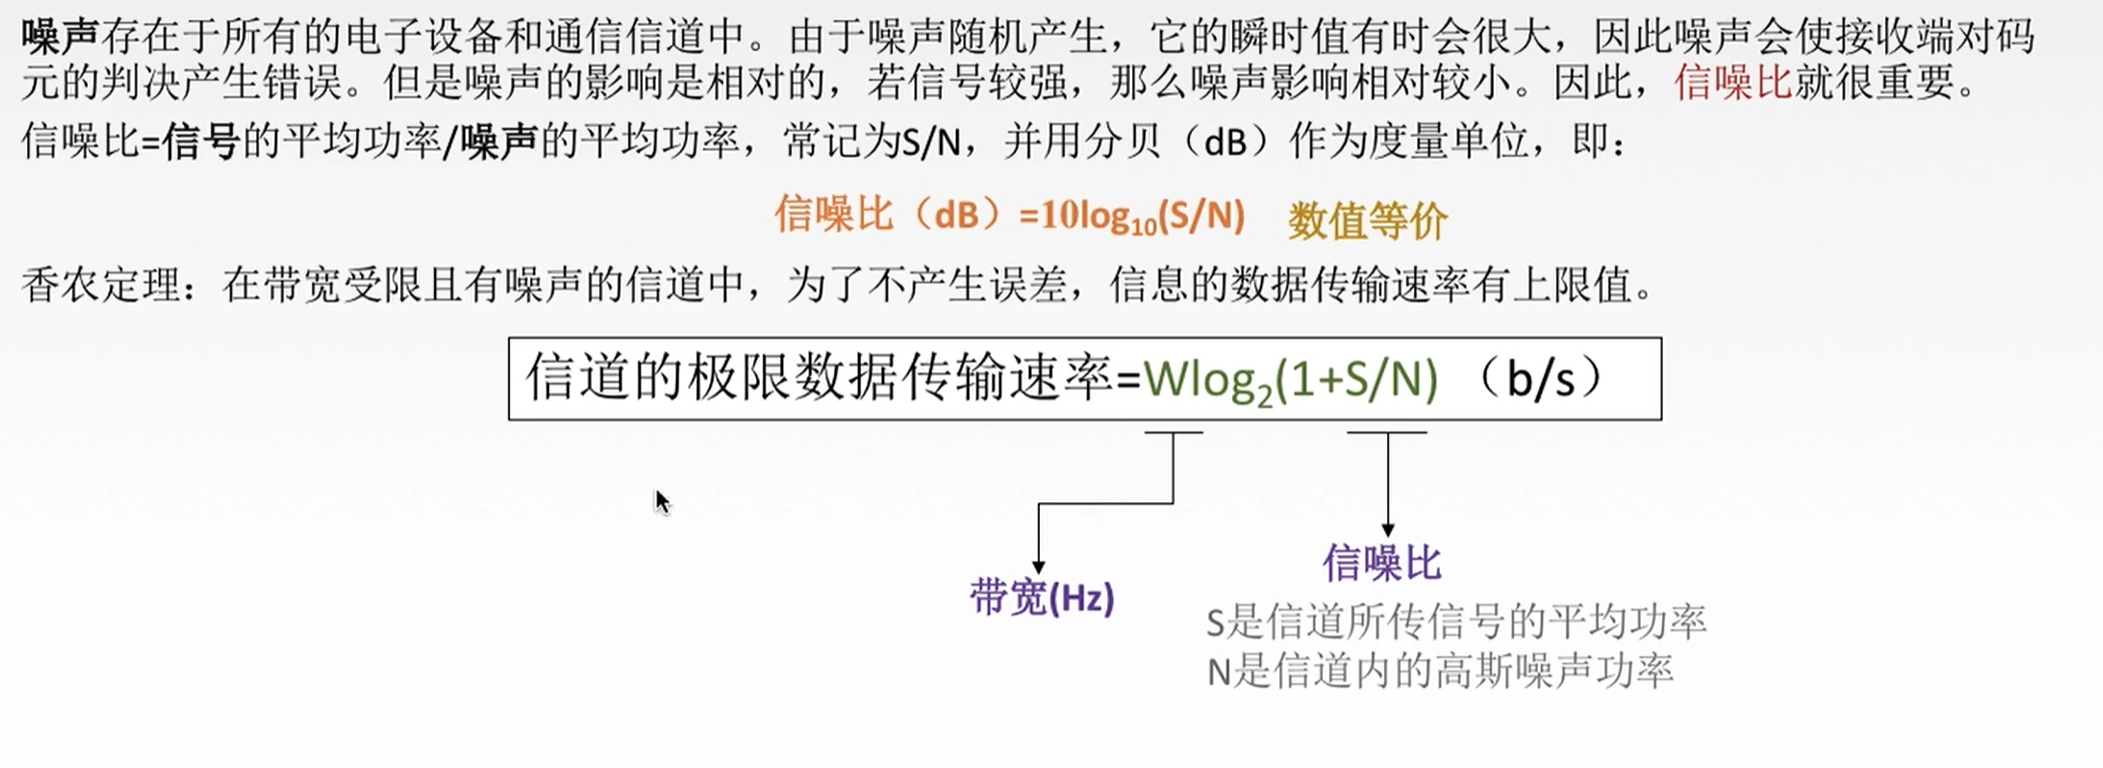 噪声存在于所有的电子设备和通信信道中。由于噪声随机产生，它的瞬时值有时会很大，因此噪声会使接收端对码
元的判决产生错误。但是噪声的影响是相对的，若信号较强，那么噪声影响相对较小。因此，信噪比就很重要。
信噪比=信号的平均功率/噪声的平均功率，常记为S/N，并用分贝（dB）作为度量单位，即：
信噪比（dB）=10log₁₀(S/N) 数值等价
香农定理：在带宽受限且有噪声的信道中，为了不产生误差，信息的数据传输速率有上限值。
信道的极限数据传输速率=Wlog₂(1+S/N)（b/s）
信噪比
带宽(Hz)
S是信道所传信号的平均功率
N是信道内的高斯噪声功率